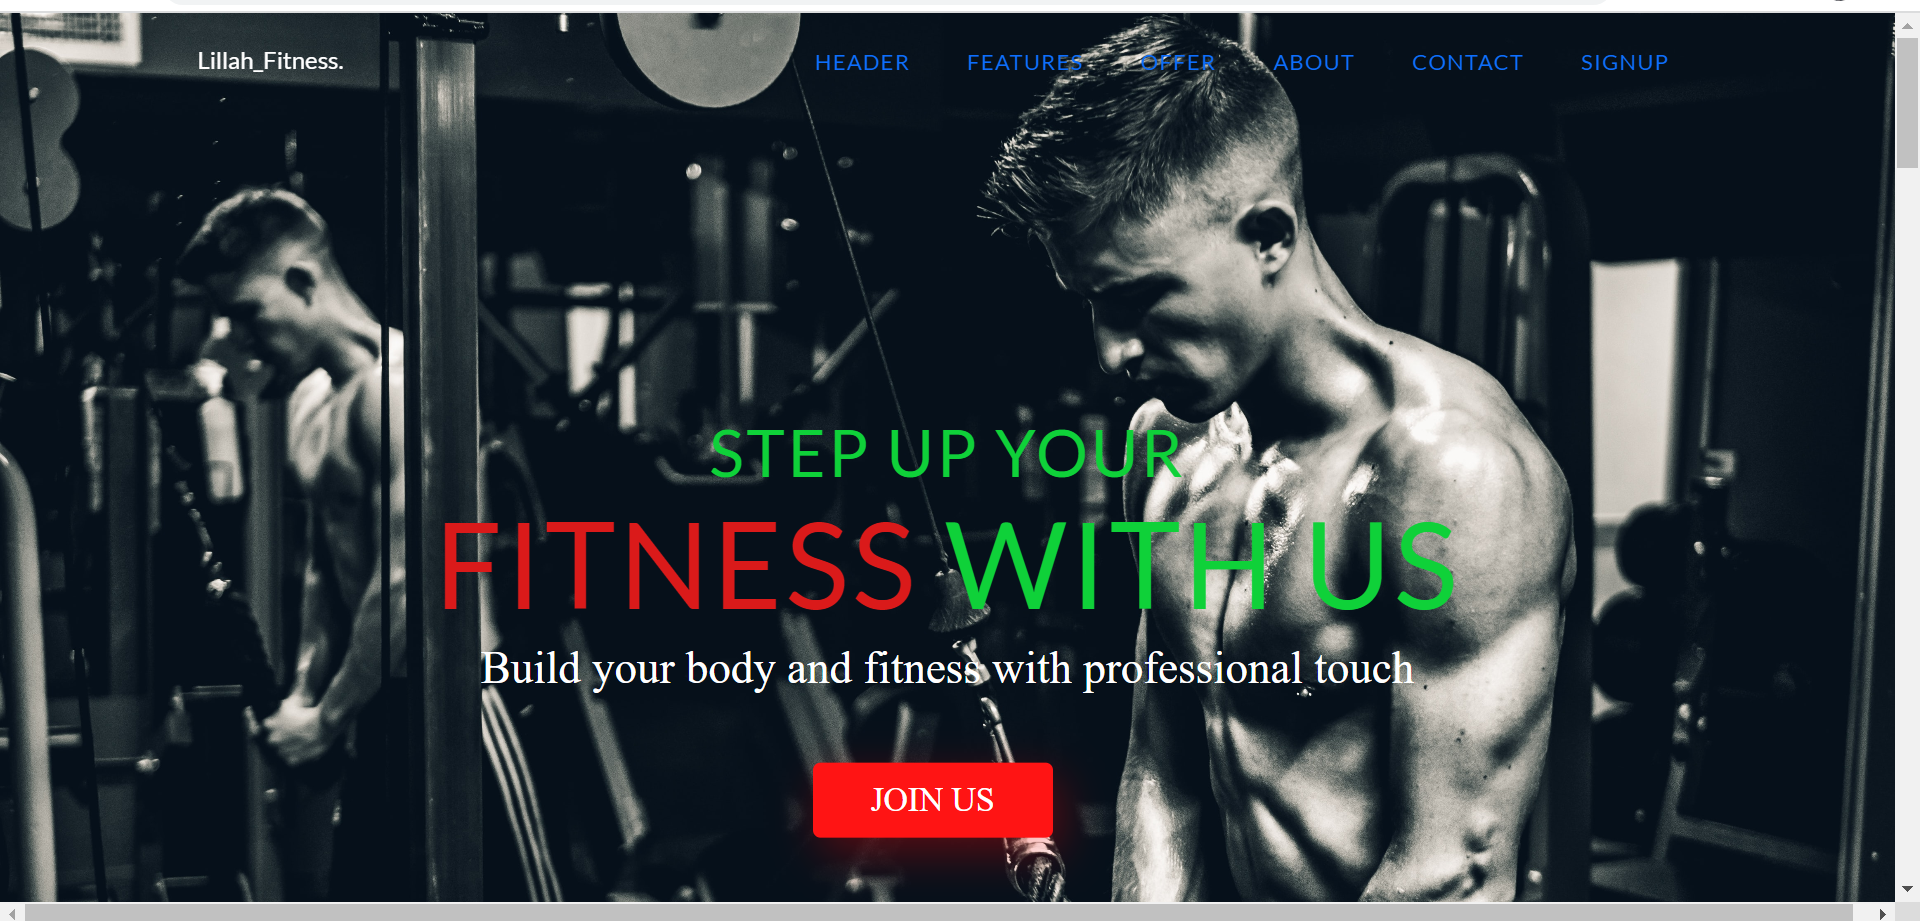 Lillah_Fitness.
HEADER FEATURES OFFER ABOUT CONTACT SIGNUP
STEP UP YOUR
FITNESS WITH US
Build your body and fitness with professional touch
JOIN US